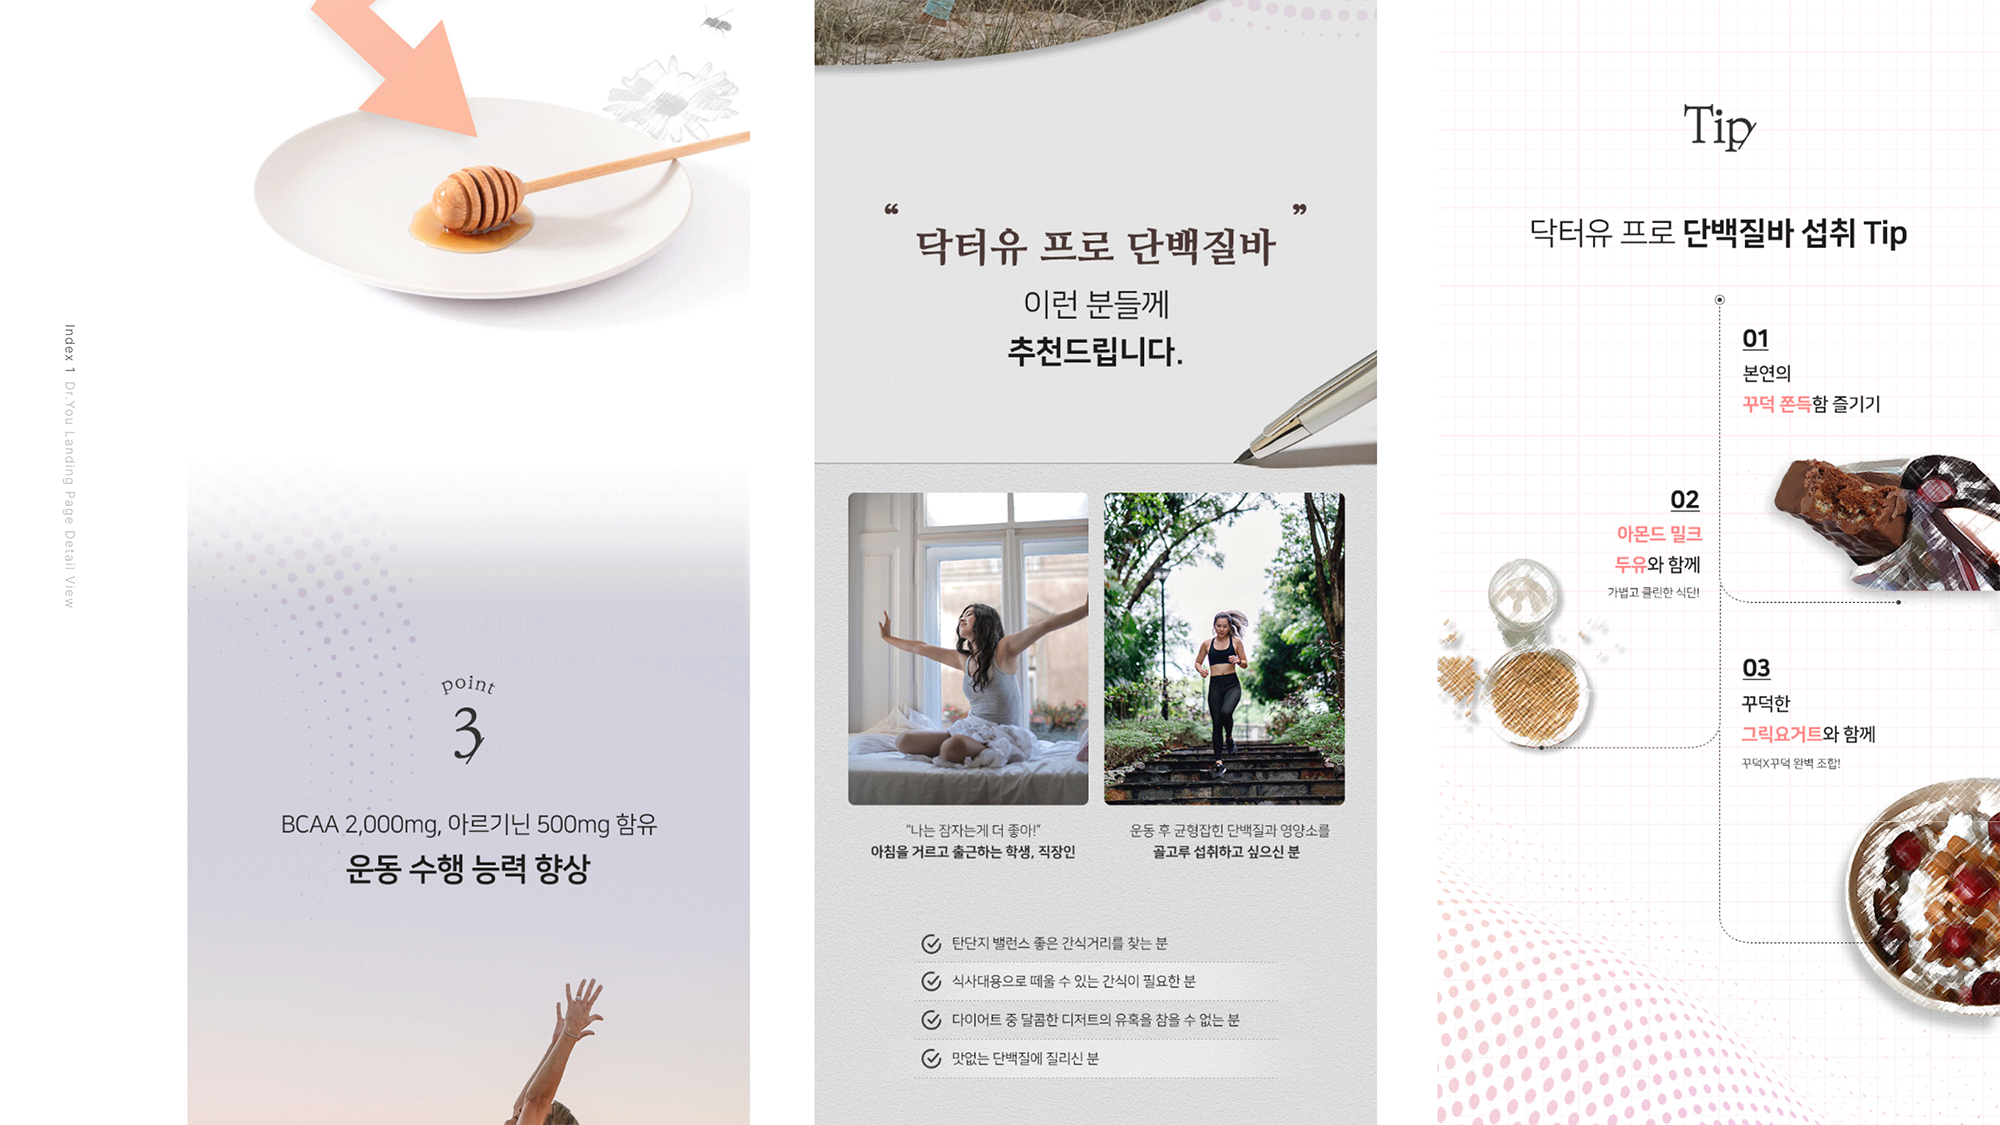 Index 1 Dr.You Landing Page Detail View
point
3
BCAA 2,000mg, 아르기닌 500mg 함유
운동 수행 능력 향상
“ 닥터유 프로 단백질바 ”
이런 분들께
추천드립니다.
“나는 잠자는게 더 좋아!”
아침을 거르고 출근하는 학생, 직장인
운동 후 균형잡힌 단백질과 영양소를
골고루 섭취하고 싶으신 분
탄단지 밸런스 좋은 간식거리를 찾는 분
식사대용으로 떼울 수 있는 간식이 필요한 분
다이어트 중 달콤한 디저트의 유혹을 참을 수 없는 분
맛없는 단백질에 질리신 분
Tip
닥터유 프로 단백질바 섭취 Tip
01
본연의
꾸덕 쫀득함 즐기기
02
아몬드 밀크
두유와 함께
가볍고 클린한 식단!
03
꾸덕한
그릭요거트와 함께
꾸덕X꾸덕 완벽 조합!